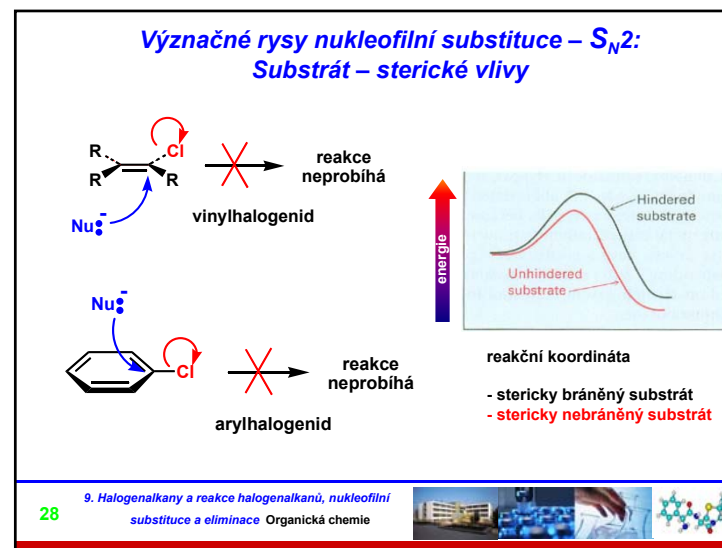 Význačné rysy nukleofilní substituce – SN2:
Substrát – sterické vlivy
R
Cl
R
R
Nu:-
reakce
neprobíhá
vinylhalogenid
Nu:-
Cl
reakce
neprobíhá
arylhalogenid
energie
Hindered
substrate
Unhindered
substrate
reakční koordináta
- stericky bráněný substrát
- stericky nebráněný substrát
28
9. Halogenalkany a reakce halogenalkanů, nukleofilní
substituce a eliminace Organická chemie